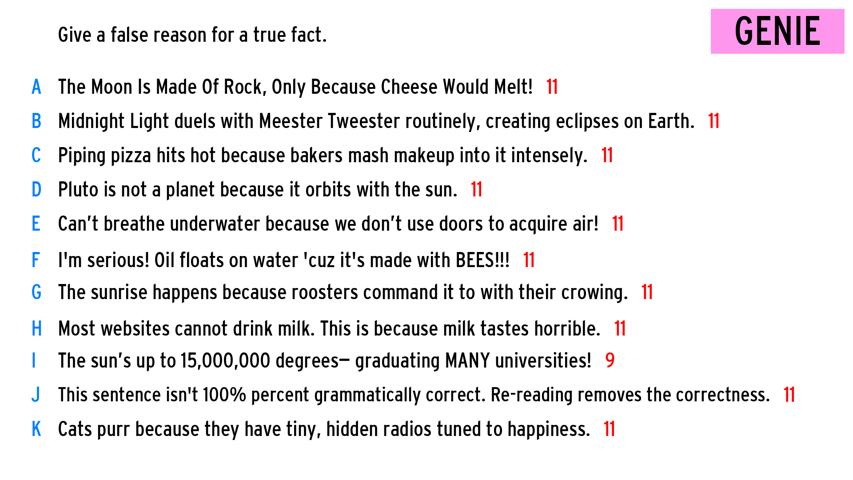 Give a false reason for a true fact.
GENIE
A The Moon Is Made Of Rock, Only Because Cheese Would Melt! 11
B Midnight Light duels with Meester Tweester routinely, creating eclipses on Earth. 11
C Piping pizza hits hot because bakers mash makeup into it intensely. 11
D Pluto is not a planet because it orbits with the sun. 11
E Can't breathe underwater because we don't use doors to acquire air! 11
F I'm serious! Oil floats on water 'cuz it's made with BEES!!! 11
G The sunrise happens because roosters command it to with their crowing. 11
H Most websites cannot drink milk. This is because milk tastes horrible. 11
I The sun's up to 15,000,000 degrees— graduating MANY universities! 9
J This sentence isn't 100% percent grammatically correct. Re-reading removes the correctness. 11
K Cats purr because they have tiny, hidden radios tuned to happiness. 11